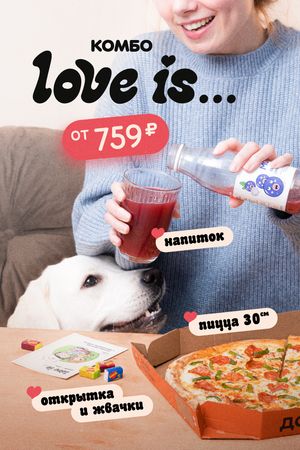 КОМБО
love is...
от 759 ₽
напиток
пицца 30 см
открытка
и жвачки